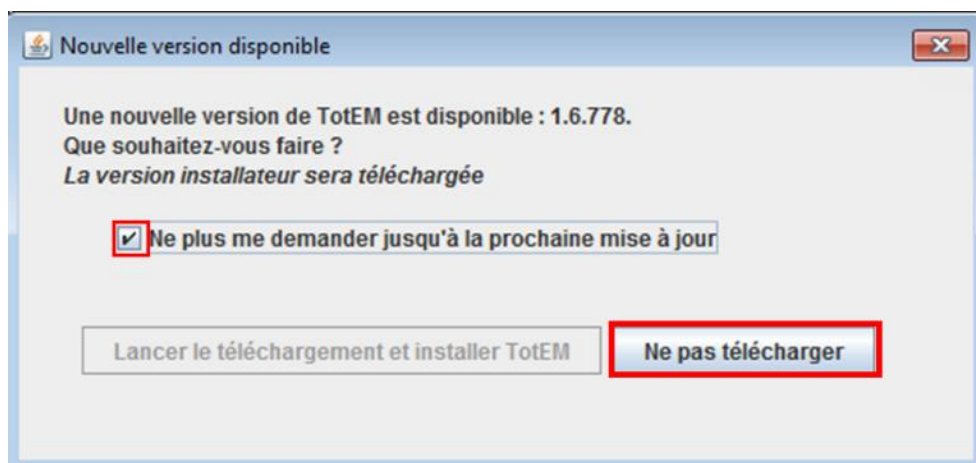 Nouvelle version disponible
Une nouvelle version de TotEM est disponible : 1.6.778.
Que souhaitez-vous faire ?
La version installateur sera téléchargée
Ne plus me demander jusqu'à la prochaine mise à jour
Lancer le téléchargement et installer TotEM
Ne pas télécharger